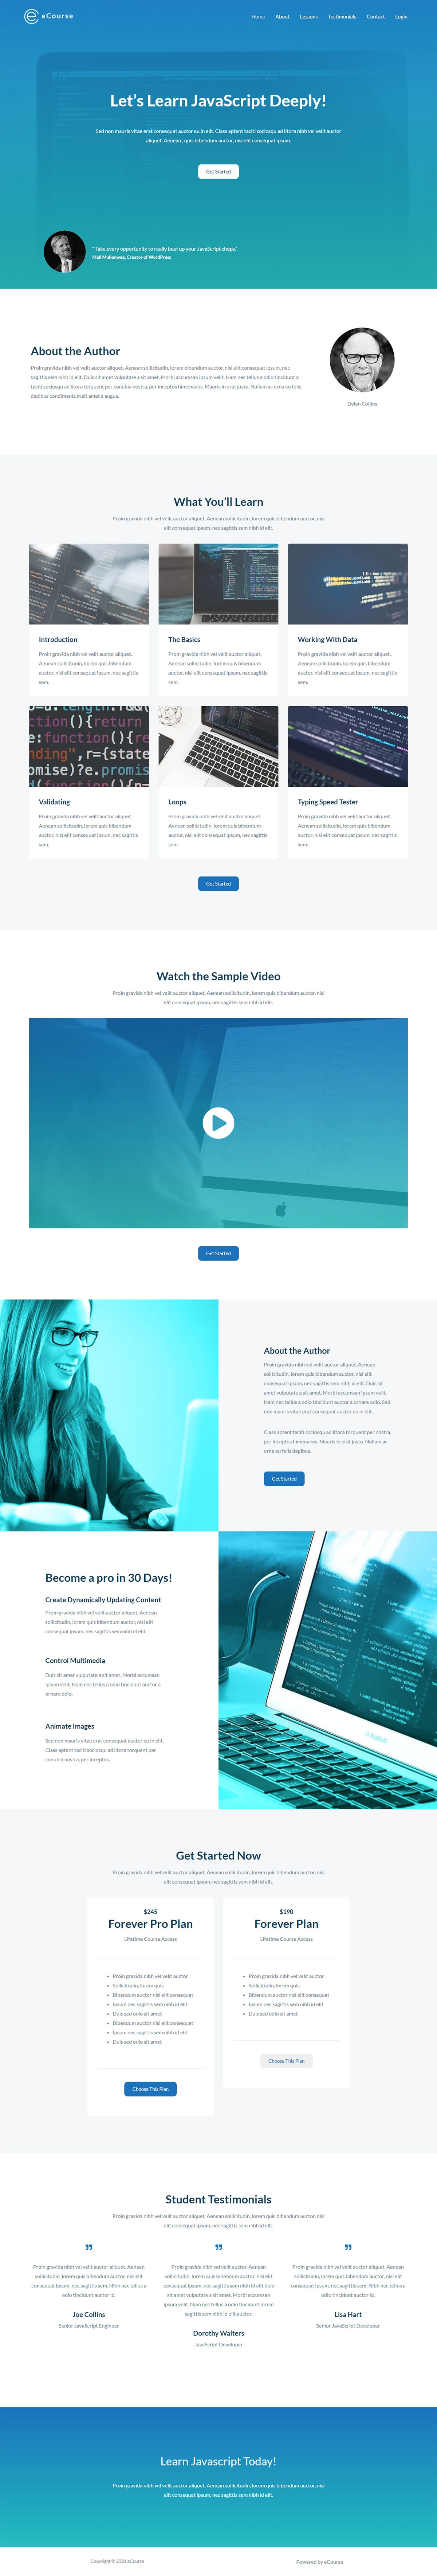 eCourse
Home About Lessons Testimonials Contact Login
Let's Learn JavaScript Deeply!
Sed non mauris vitae erat consequat auctor eu in elit. Class aptent taciti sociosqu ad litora nibh vel velit auctor
aliquet. Aenean , quis bibendum auctor, nisi elit consequat ipsum.
Get Started
" Take every opportunity to really beef up your JavaScript chops."
Matt Mullenweg, Creator of WordPress
About the Author
Proin gravida nibh vel velit auctor aliquet. Aenean sollicitudin, lorem quis bibendum auctor, nisi elit consequat ipsum, nec
sagittis sem nibh id elit. Duis sit amet vulputate a sit amet. Morbi accumsan ipsum velit. Nam nec tellus a odio tincidunt auctor a
taciti sociosqu ad litora torquent per conubia nostra, per inceptos himenaeos. Mauris in erat justo. Nullam ac urna eu felis
dapibus condimentum sit amet a augue.
Dylan Collins
What You'll Learn
Proin gravida nibh vel velit auctor aliquet. Aenean sollicitudin, lorem quis bibendum auctor, nisi
elit consequat ipsum, nec sagittis sem nibh id elit.
Introduction
Proin gravida nibh vel velit auctor aliquet.
Aenean sollicitudin, lorem quis bibendum
auctor, nisi elit consequat ipsum, nec sagittis
sem.
The Basics
Proin gravida nibh vel velit auctor aliquet.
Aenean sollicitudin, lorem quis bibendum
auctor, nisi elit consequat ipsum, nec sagittis
sem.
Working With Data
Proin gravida nibh vel velit auctor aliquet.
Aenean sollicitudin, lorem quis bibendum
auctor, nisi elit consequat ipsum, nec sagittis
sem.
Validating
Proin gravida nibh vel velit auctor aliquet.
Aenean sollicitudin, lorem quis bibendum
auctor, nisi elit consequat ipsum, nec sagittis
sem.
Loops
Proin gravida nibh vel velit auctor aliquet.
Aenean sollicitudin, lorem quis bibendum
auctor, nisi elit consequat ipsum, nec sagittis
sem.
Typing Speed Tester
Proin gravida nibh vel velit auctor aliquet.
Aenean sollicitudin, lorem quis bibendum
auctor, nisi elit consequat ipsum, nec sagittis
sem.
Get Started
Watch the Sample Video
Proin gravida nibh vel velit auctor aliquet. Aenean sollicitudin, lorem quis bibendum auctor, nisi
elit consequat ipsum, nec sagittis sem nibh id elit.
Get Started
About the Author
Proin gravida nibh vel velit auctor aliquet. Aenean
sollicitudin, lorem quis bibendum auctor, nisi elit
consequat ipsum, nec sagittis sem nibh id elit. Duis sit
amet vulputate a sit amet. Morbi accumsan ipsum velit.
Nam nec tellus a odio tincidunt auctor a ornare odio. Sed
non mauris vitae erat consequat auctor eu in elit.
Class aptent taciti sociosqu ad litora torquent per nostra,
per inceptos himenaeos. Mauris in erat justo. Nullam ac
urna eu felis dapibus.
Get Started
Become a pro in 30 Days!
Create Dynamically Updating Content
Proin gravida nibh vel velit auctor aliquet. Aenean
sollicitudin, lorem quis bibendum auctor, nisi elit
consequat ipsum, nec sagittis sem nibh id elit.
Control Multimedia
Duis sit amet vulputate a sit amet. Morbi accumsan
ipsum velit. Nam nec tellus a odio tincidunt auctor a
ornare odio.
Animate Images
Sed non mauris vitae erat consequat auctor eu in elit.
Class aptent taciti sociosqu ad litora torquent per
conubia nostra, per inceptos.
Get Started Now
Proin gravida nibh vel velit auctor aliquet. Aenean sollicitudin, lorem quis bibendum auctor, nisi
elit consequat ipsum, nec sagittis sem nibh id elit.
$245
Forever Pro Plan
Lifetime Course Access
Proin gravida nibh vel velit auctor
Sollicitudin, lorem quis
Bibendum auctor nisi elit consequat
Ipsum nec sagittis sem nibh id elit
Duis sed odio sit amet
Bibendum auctor nisi elit consequat
Ipsum nec sagittis sem nibh id elit
Duis sed odio sit amet
Choose This Plan
$190
Forever Plan
Lifetime Course Access
Proin gravida nibh vel velit auctor
Sollicitudin, lorem quis
Bibendum auctor nisi elit consequat
Ipsum nec sagittis sem nibh id elit
Duis sed odio sit amet
Choose This Plan
Student Testimonials
Proin gravida nibh vel velit auctor aliquet. Aenean sollicitudin, lorem quis bibendum auctor, nisi
elit consequat ipsum, nec sagittis sem nibh id elit.
Proin gravida nibh vel velit auctor aliquet. Aenean
sollicitudin, lorem quis bibendum auctor, nisi elit
consequat ipsum, nec sagittis sem. Nibh nec tellus a
odio tincidunt auctor id.
Joe Collins
Senior JavaScript Engineer
Proin gravida nibh vel velit auctor. Aenean
sollicitudin, lorem quis bibendum auctor, nisi elit
consequat ipsum, nec sagittis sem nibh id elit duis
sit amet vulputate a sit amet. Morbi accumsan
ipsum velit. Nam nec tellus a odio tincidunt lorem
sagittis sem nibh id elit auctor.
Dorothy Walters
JavaScript Developer
Proin gravida nibh vel velit auctor aliquet. Aenean
sollicitudin, lorem quis bibendum auctor, nisi elit
consequat ipsum, nec sagittis sem. Nibh nec tellus a
odio tincidunt auctor id.
Lisa Hart
Senior JavaScript Developer
Learn Javascript Today!
Proin gravida nibh vel velit auctor aliquet. Aenean sollicitudin, lorem quis bibendum auctor, nisi
elit consequat ipsum, nec sagittis sem nibh id elit.
Copyright © 2021 eCourse
Powered by eCourse